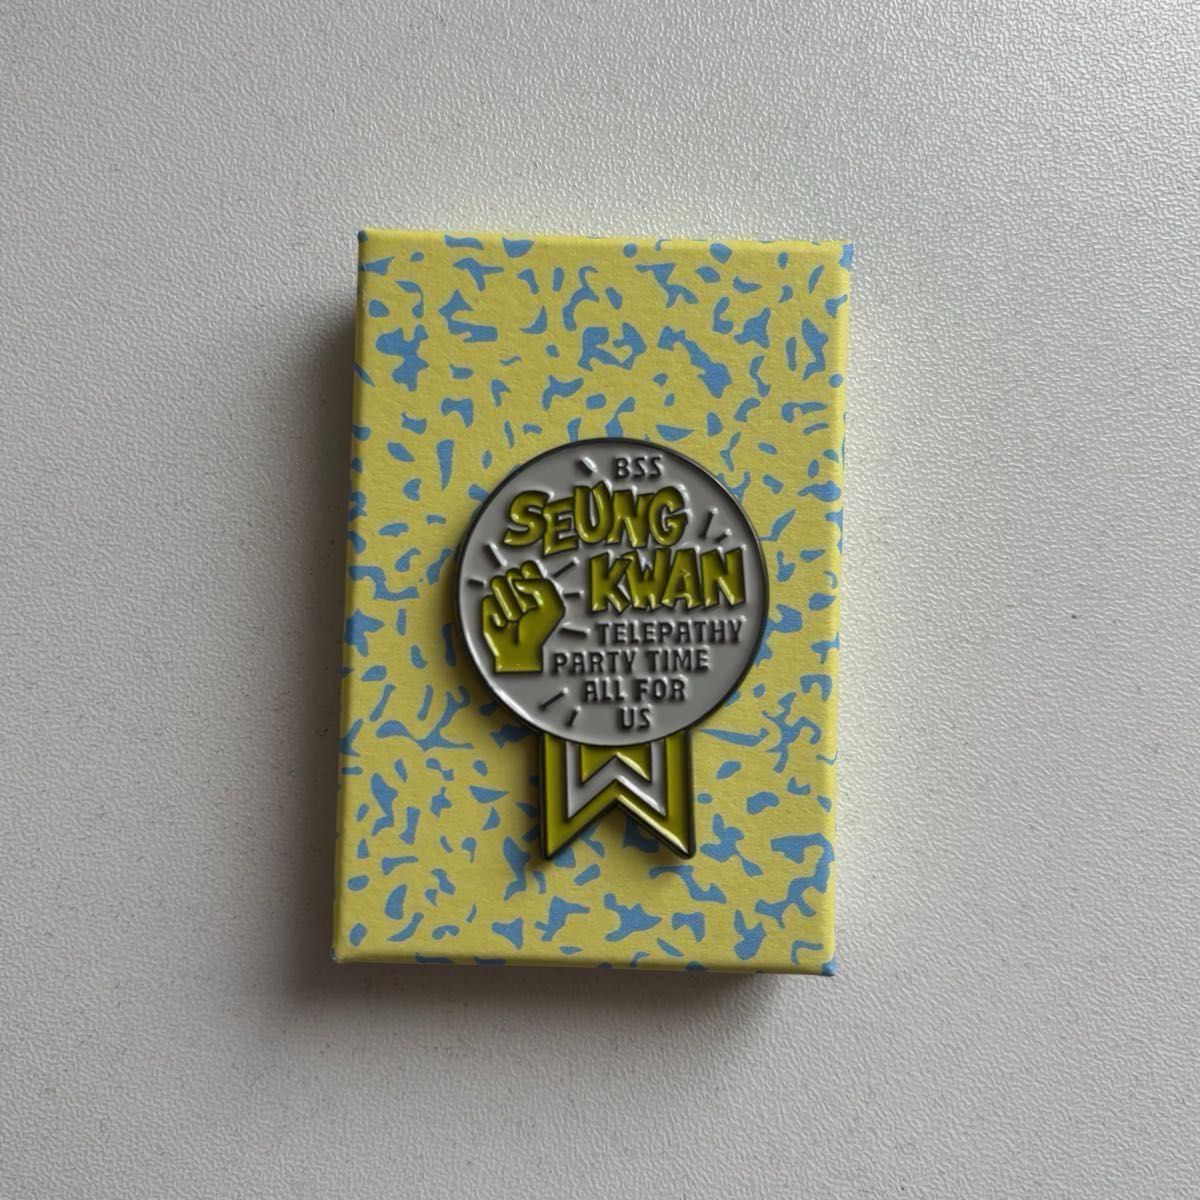 BSS
SEUNG
KWAN
TELEPATHY
PARTY TIME
ALL FOR
US